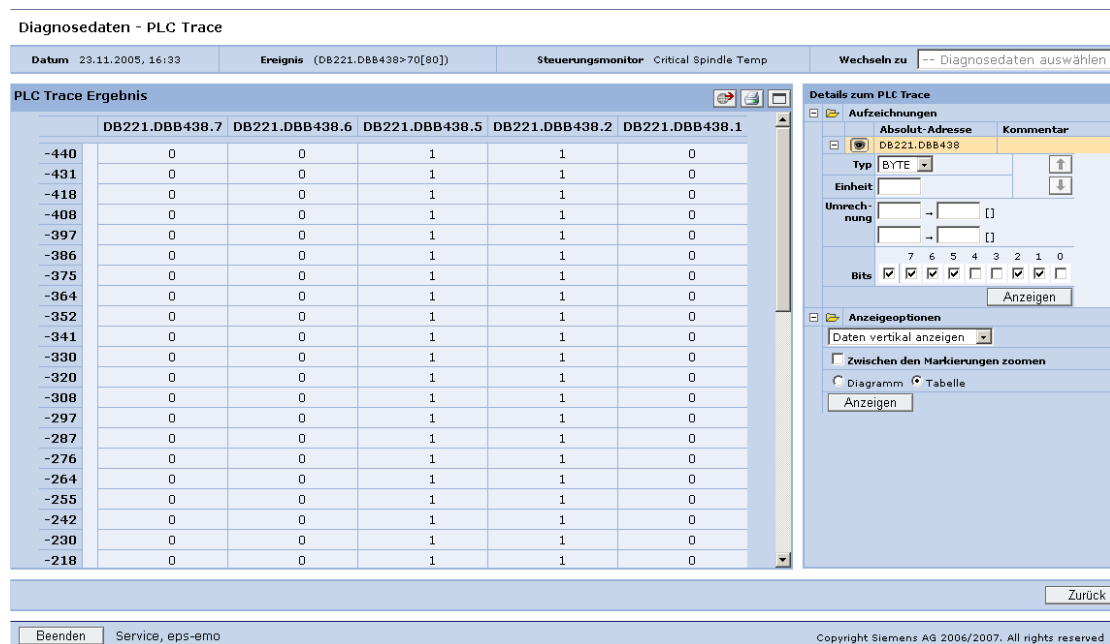 Diagnosedaten - PLC Trace
Datum 23.11.2005, 16:33 Ereignis (DB221.DBB438>70[80]) Steuerungsmonitor Critical Spindle Temp Wechseln zu -- Diagnosedaten auswählen
PLC Trace Ergebnis
DB221.DBB438.7 DB221.DBB438.6 DB221.DBB438.5 DB221.DBB438.2 DB221.DBB438.1
-440 0 0 1 1 0
-431 0 0 1 1 0
-418 0 0 1 1 0
-408 0 0 1 1 0
-397 0 0 1 1 0
-386 0 0 1 1 0
-375 0 0 1 1 0
-364 0 0 1 1 0
-352 0 0 1 1 0
-341 0 0 1 1 0
-330 0 0 1 1 0
-320 0 0 1 1 0
-308 0 0 1 1 0
-297 0 0 1 1 0
-287 0 0 1 1 0
-276 0 0 1 1 0
-264 0 0 1 1 0
-255 0 0 1 1 0
-242 0 0 1 1 0
-230 0 0 1 1 0
-218 0 0 1 1 0
Details zum PLC Trace
Aufzeichnungen
Absolut-Adresse Kommentar
DB221.DBB438
Typ BYTE
Einheit
Umrech-
nung → []
→ []
7 6 5 4 3 2 1 0
Bits
Anzeigen
Anzeigeoptionen
Daten vertikal anzeigen
Zwischen den Markierungen zoomen
Diagramm Tabelle
Anzeigen
Zurück
Beenden Service, eps-emo Copyright Siemens AG 2006/2007. All rights reserved